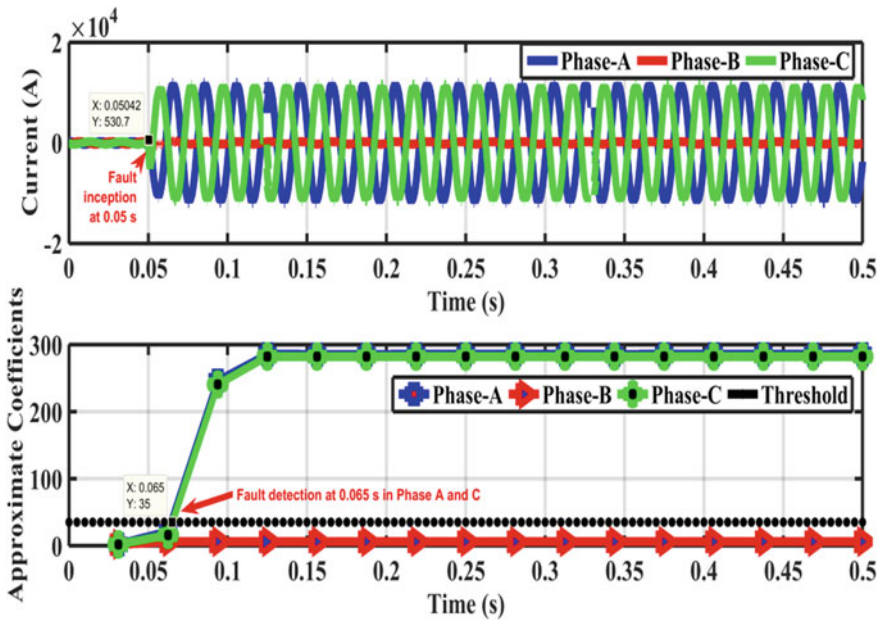 ×10⁴
2
0
-2
Current (A)
Phase-A Phase-B Phase-C
X: 0.05042
Y: 530.7
Fault
inception
at 0.05 s
0 0.05 0.1 0.15 0.2 0.25 0.3 0.35 0.4 0.45 0.5
Time (s)
Approximate Coefficients
300
200
100
0
Phase-A Phase-B Phase-C Threshold
X: 0.065
Y: 35
Fault detection at 0.065 s in Phase A and C
0 0.05 0.1 0.15 0.2 0.25 0.3 0.35 0.4 0.45 0.5
Time (s)